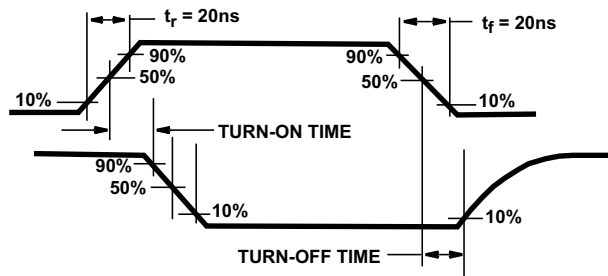 tr = 20ns
tf = 20ns
90%
90%
50%
50%
10%
10%
TURN-ON TIME
90%
50%
10%
10%
TURN-OFF TIME